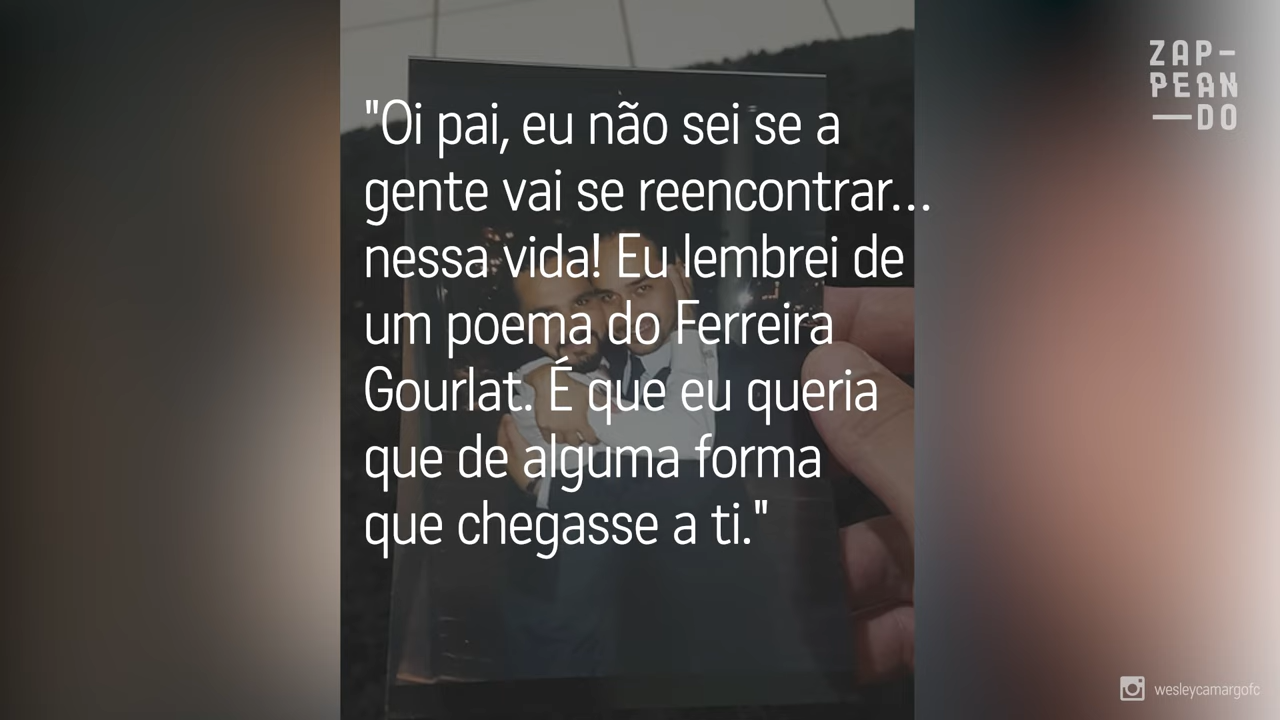 "Oi pai, eu não sei se a
gente vai se reencontrar...
nessa vida! Eu lembrei de
um poema do Ferreira
Gourlat. É que eu queria
que de alguma forma
que chegasse a ti."
ZAP-
PEAN
—DO
wesleycamargofc